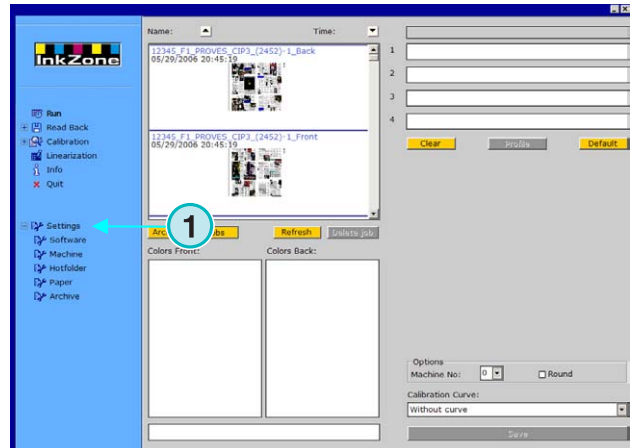 InkZone
Run
Read Back
Calibration
Linearization
Info
Quit
Settings
Software
Machine
Hotfolder
Paper
Archive
Name:
Time:
12345_F1_PROVES_CIP3_(2452)-1_Back
05/29/2006 20:45:19
12345_F1_PROVES_CIP3_(2452)-1_Front
05/29/2006 20:45:19
1
Refresh
Delete job
Colors Front:
Colors Back:
1
2
3
4
Clear
Profile
Default
Options
Machine No:
0
Round
Calibration Curve:
Without curve
Save